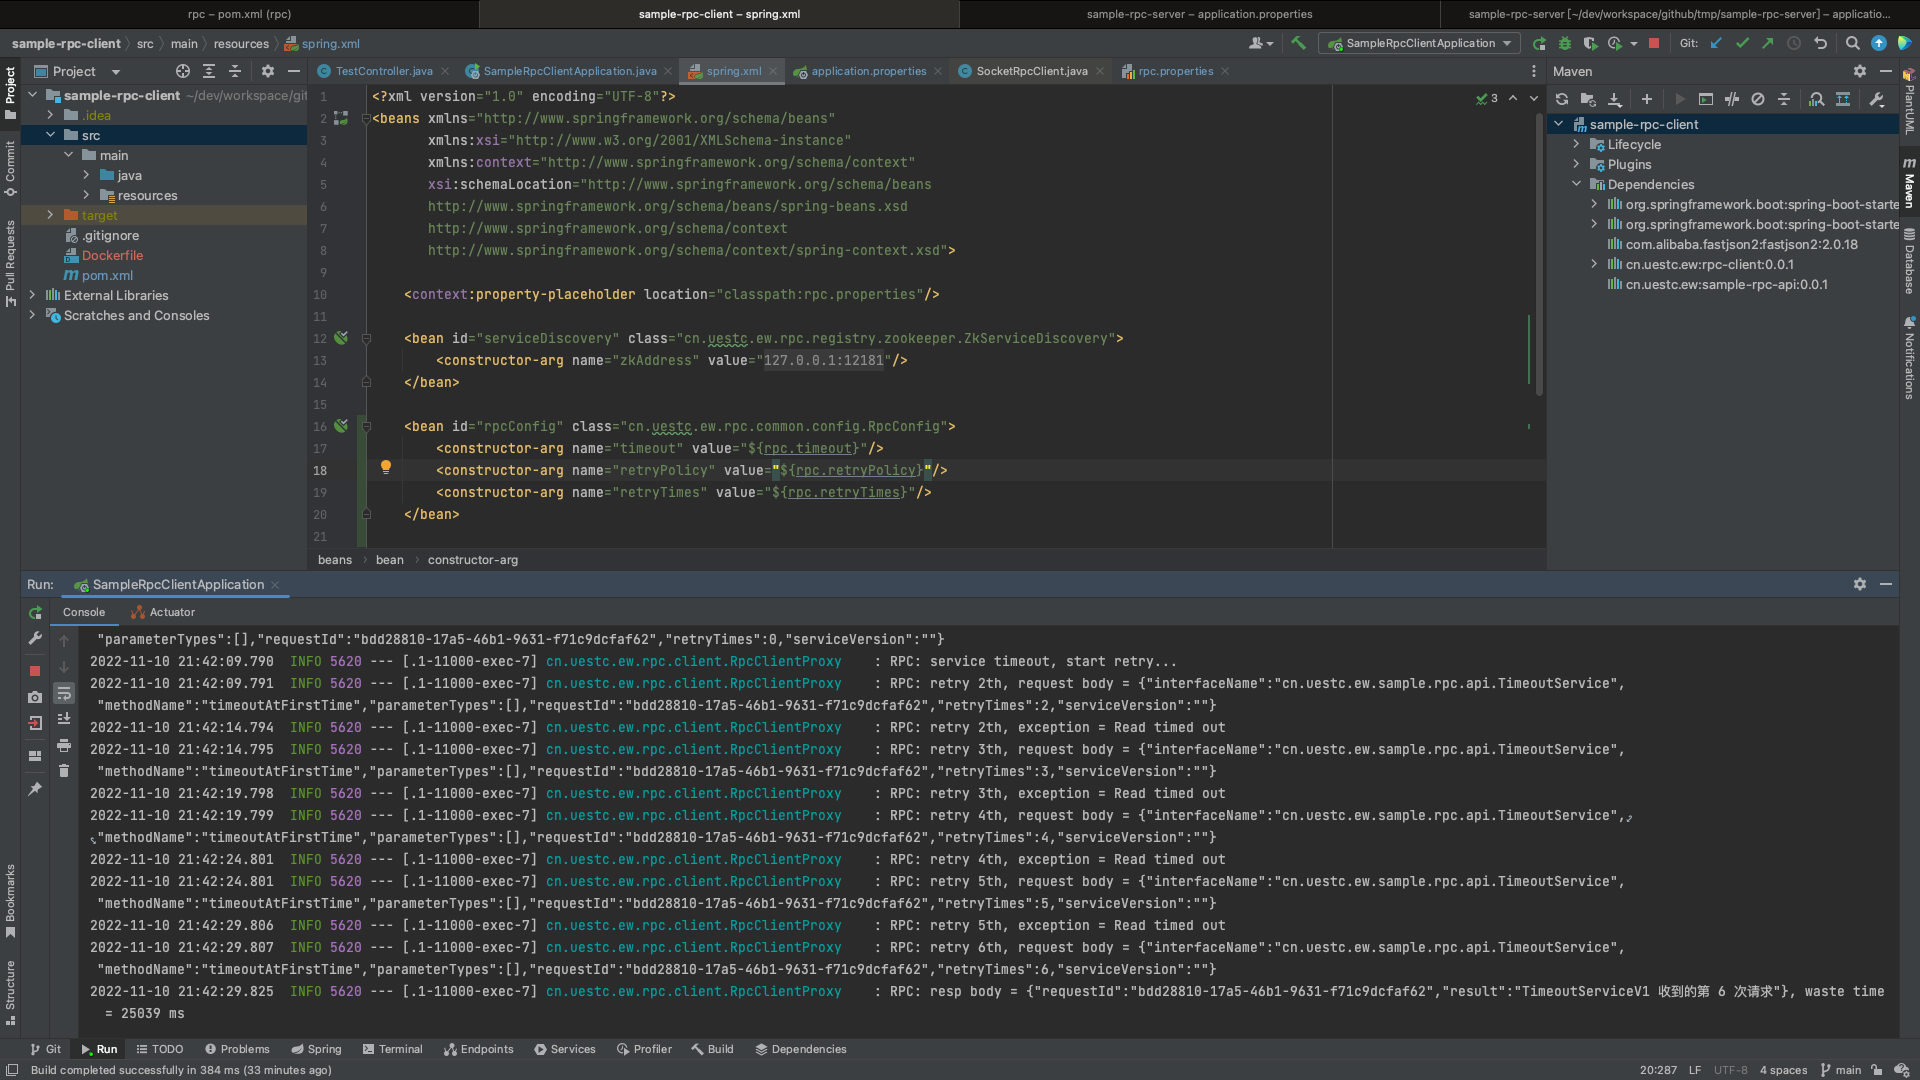 rpc – pom.xml (rpc)
sample-rpc-client – spring.xml
sample-rpc-server – application.properties
sample-rpc-server [~/dev/workspace/github/tmp/sample-rpc-server] – applicatio...
sample-rpc-client src main resources spring.xml
SampleRpcClientApplication
Git:
Project
TestController.java
SampleRpcClientApplication.java
spring.xml
application.properties
SocketRpcClient.java
rpc.properties
Maven
sample-rpc-client ~/dev/workspace/git
.idea
src
main
java
resources
target
.gitignore
Dockerfile
pom.xml
External Libraries
Scratches and Consoles
3
1 <?xml version="1.0" encoding="UTF-8"?>
2 <beans xmlns="http://www.springframework.org/schema/beans"
3 xmlns:xsi="http://www.w3.org/2001/XMLSchema-instance"
4 xmlns:context="http://www.springframework.org/schema/context"
5 xsi:schemaLocation="http://www.springframework.org/schema/beans
6 http://www.springframework.org/schema/beans/spring-beans.xsd
7 http://www.springframework.org/schema/context
8 http://www.springframework.org/schema/context/spring-context.xsd">
9
10 <context:property-placeholder location="classpath:rpc.properties"/>
11
12 <bean id="serviceDiscovery" class="cn.uestc.ew.rpc.registry.zookeeper.ZkServiceDiscovery">
13 <constructor-arg name="zkAddress" value="127.0.0.1:12181"/>
14 </bean>
15
16 <bean id="rpcConfig" class="cn.uestc.ew.rpc.common.config.RpcConfig">
17 <constructor-arg name="timeout" value="${rpc.timeout}"/>
18 <constructor-arg name="retryPolicy" value="${rpc.retryPolicy}"/>
19 <constructor-arg name="retryTimes" value="${rpc.retryTimes}"/>
20 </bean>
21
beans bean constructor-arg
sample-rpc-client
Lifecycle
Plugins
Dependencies
org.springframework.boot:spring-boot-starte
org.springframework.boot:spring-boot-starte
com.alibaba.fastjson2:fastjson2:2.0.18
cn.uestc.ew:rpc-client:0.0.1
cn.uestc.ew:sample-rpc-api:0.0.1
Project
Commit
Pull Requests
Bookmarks
Structure
PlantUML
Maven
Database
Notifications
Run: SampleRpcClientApplication
Console Actuator
"parameterTypes":[],"requestId":"bdd28810-17a5-46b1-9631-f71c9dcfaf62","retryTimes":0,"serviceVersion":""}
2022-11-10 21:42:09.790 INFO 5620 --- [.1-11000-exec-7] cn.uestc.ew.rpc.client.RpcClientProxy : RPC: service timeout, start retry...
2022-11-10 21:42:09.791 INFO 5620 --- [.1-11000-exec-7] cn.uestc.ew.rpc.client.RpcClientProxy : RPC: retry 2th, request body = {"interfaceName":"cn.uestc.ew.sample.rpc.api.TimeoutService",
"methodName":"timeoutAtFirstTime","parameterTypes":[],"requestId":"bdd28810-17a5-46b1-9631-f71c9dcfaf62","retryTimes":2,"serviceVersion":""}
2022-11-10 21:42:14.794 INFO 5620 --- [.1-11000-exec-7] cn.uestc.ew.rpc.client.RpcClientProxy : RPC: retry 2th, exception = Read timed out
2022-11-10 21:42:14.795 INFO 5620 --- [.1-11000-exec-7] cn.uestc.ew.rpc.client.RpcClientProxy : RPC: retry 3th, request body = {"interfaceName":"cn.uestc.ew.sample.rpc.api.TimeoutService",
"methodName":"timeoutAtFirstTime","parameterTypes":[],"requestId":"bdd28810-17a5-46b1-9631-f71c9dcfaf62","retryTimes":3,"serviceVersion":""}
2022-11-10 21:42:19.798 INFO 5620 --- [.1-11000-exec-7] cn.uestc.ew.rpc.client.RpcClientProxy : RPC: retry 3th, exception = Read timed out
2022-11-10 21:42:19.799 INFO 5620 --- [.1-11000-exec-7] cn.uestc.ew.rpc.client.RpcClientProxy : RPC: retry 4th, request body = {"interfaceName":"cn.uestc.ew.sample.rpc.api.TimeoutService",
"methodName":"timeoutAtFirstTime","parameterTypes":[],"requestId":"bdd28810-17a5-46b1-9631-f71c9dcfaf62","retryTimes":4,"serviceVersion":""}
2022-11-10 21:42:24.801 INFO 5620 --- [.1-11000-exec-7] cn.uestc.ew.rpc.client.RpcClientProxy : RPC: retry 4th, exception = Read timed out
2022-11-10 21:42:24.801 INFO 5620 --- [.1-11000-exec-7] cn.uestc.ew.rpc.client.RpcClientProxy : RPC: retry 5th, request body = {"interfaceName":"cn.uestc.ew.sample.rpc.api.TimeoutService",
"methodName":"timeoutAtFirstTime","parameterTypes":[],"requestId":"bdd28810-17a5-46b1-9631-f71c9dcfaf62","retryTimes":5,"serviceVersion":""}
2022-11-10 21:42:29.806 INFO 5620 --- [.1-11000-exec-7] cn.uestc.ew.rpc.client.RpcClientProxy : RPC: retry 5th, exception = Read timed out
2022-11-10 21:42:29.807 INFO 5620 --- [.1-11000-exec-7] cn.uestc.ew.rpc.client.RpcClientProxy : RPC: retry 6th, request body = {"interfaceName":"cn.uestc.ew.sample.rpc.api.TimeoutService",
"methodName":"timeoutAtFirstTime","parameterTypes":[],"requestId":"bdd28810-17a5-46b1-9631-f71c9dcfaf62","retryTimes":6,"serviceVersion":""}
2022-11-10 21:42:29.825 INFO 5620 --- [.1-11000-exec-7] cn.uestc.ew.rpc.client.RpcClientProxy : RPC: resp body = {"requestId":"bdd28810-17a5-46b1-9631-f71c9dcfaf62","result":"TimeoutServiceV1 收到的第 6 次请求"}, waste time
= 25039 ms
Git Run TODO Problems Spring Terminal Endpoints Services Profiler Build Dependencies
Build completed successfully in 384 ms (33 minutes ago)
20:287 LF UTF-8 4 spaces main